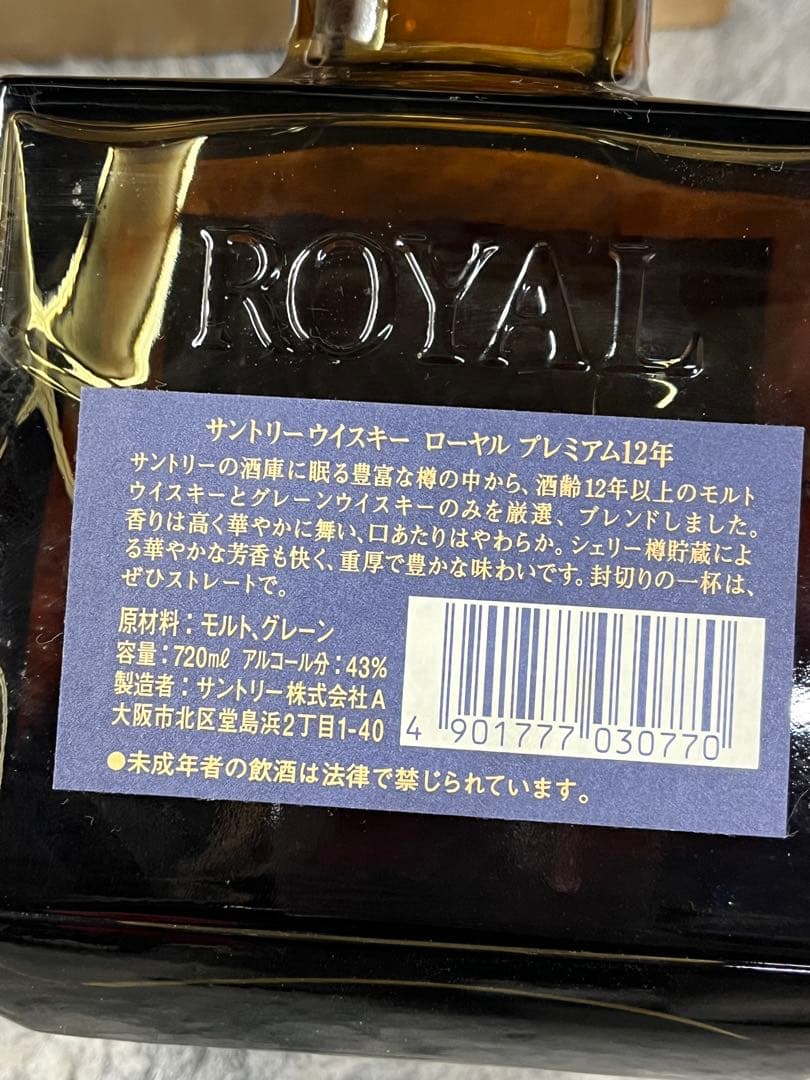 ROYAL
サントリーウイスキー ローヤル プレミアム12年
サントリーの酒庫に眠る豊富な樽の中から、酒齢12年以上のモルト
ウイスキーとグレーンウイスキーのみを厳選、ブレンドしました。
香りは高く華やかに舞い、口あたりはやわらか。シェリー樽貯蔵によ
る華やかな芳香も快く、重厚で豊かな味わいです。封切りの一杯は、
ぜひストレートで。
原材料：モルト、グレーン
容量：720㎖ アルコール分：43%
製造者：サントリー株式会社A
大阪市北区堂島浜2丁目1-40
4 901777 030770
●未成年者の飲酒は法律で禁じられています。